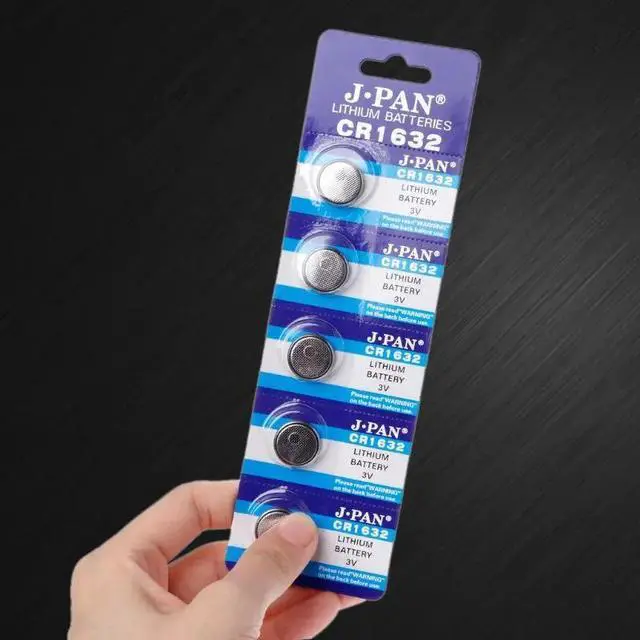 J·PAN®
LITHIUM BATTERIES
CR1632
J·PAN®
CR1632
LITHIUM
BATTERY
3V
Please read"WARNING"
on the back before use.
J·PAN®
CR1632
LITHIUM
BATTERY
3V
Please read"WARNING"
on the back before use.
J·PAN®
CR1632
LITHIUM
BATTERY
3V
Please read"WARNING"
on the back before use.
J·PAN®
CR1632
LITHIUM
BATTERY
3V
Please read"WARNING"
on the back before use.
J·PAN®
CR1632
LITHIUM
BATTERY
3V
Please read"WARNING"
on the back before use.